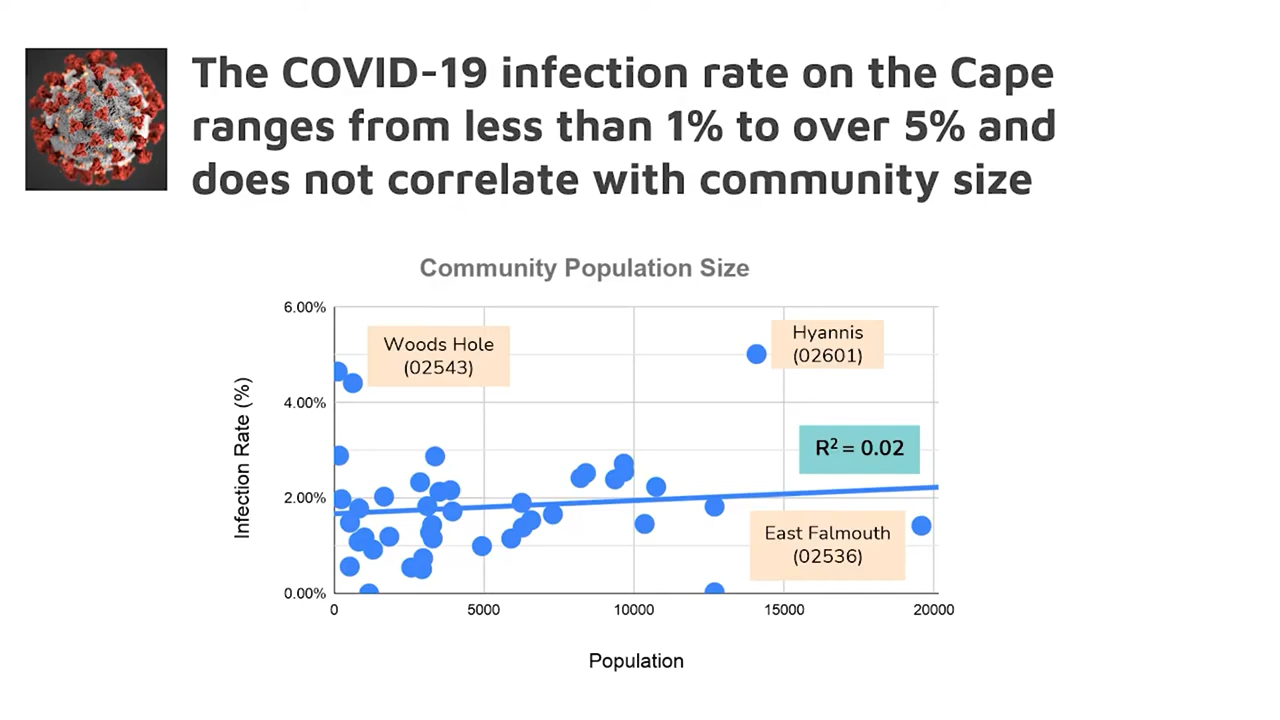 The COVID-19 infection rate on the Cape
ranges from less than 1% to over 5% and
does not correlate with community size
Community Population Size
6.00%
Woods Hole
(02543)
Hyannis
(02601)
4.00%
Infection Rate (%)
R² = 0.02
2.00%
East Falmouth
(02536)
0.00%
0 5000 10000 15000 20000
Population